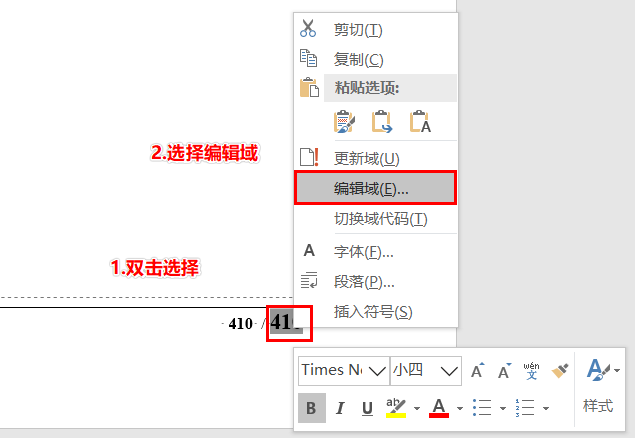 剪切(T)
复制(C)
粘贴选项:
A
2.选择编辑域
更新域(U)
编辑域(E)...
切换域代码(T)
1.双击选择
A 字体(F)...
段落(P)...
插入符号(S)
· 410 · /
Times Ne 小四 A A wén 文 A
B I U aby A 样式